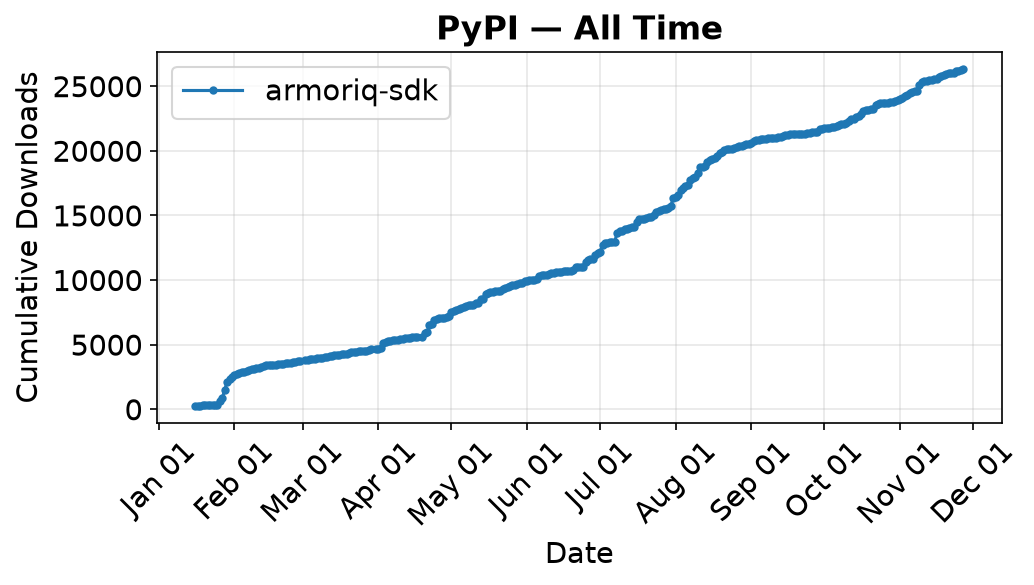 PyPI — All Time
armoriq-sdk
Cumulative Downloads
25000
20000
15000
10000
5000
0
Jan 01
Feb 01
Mar 01
Apr 01
May 01
Jun 01
Jul 01
Aug 01
Sep 01
Oct 01
Nov 01
Dec 01
Date